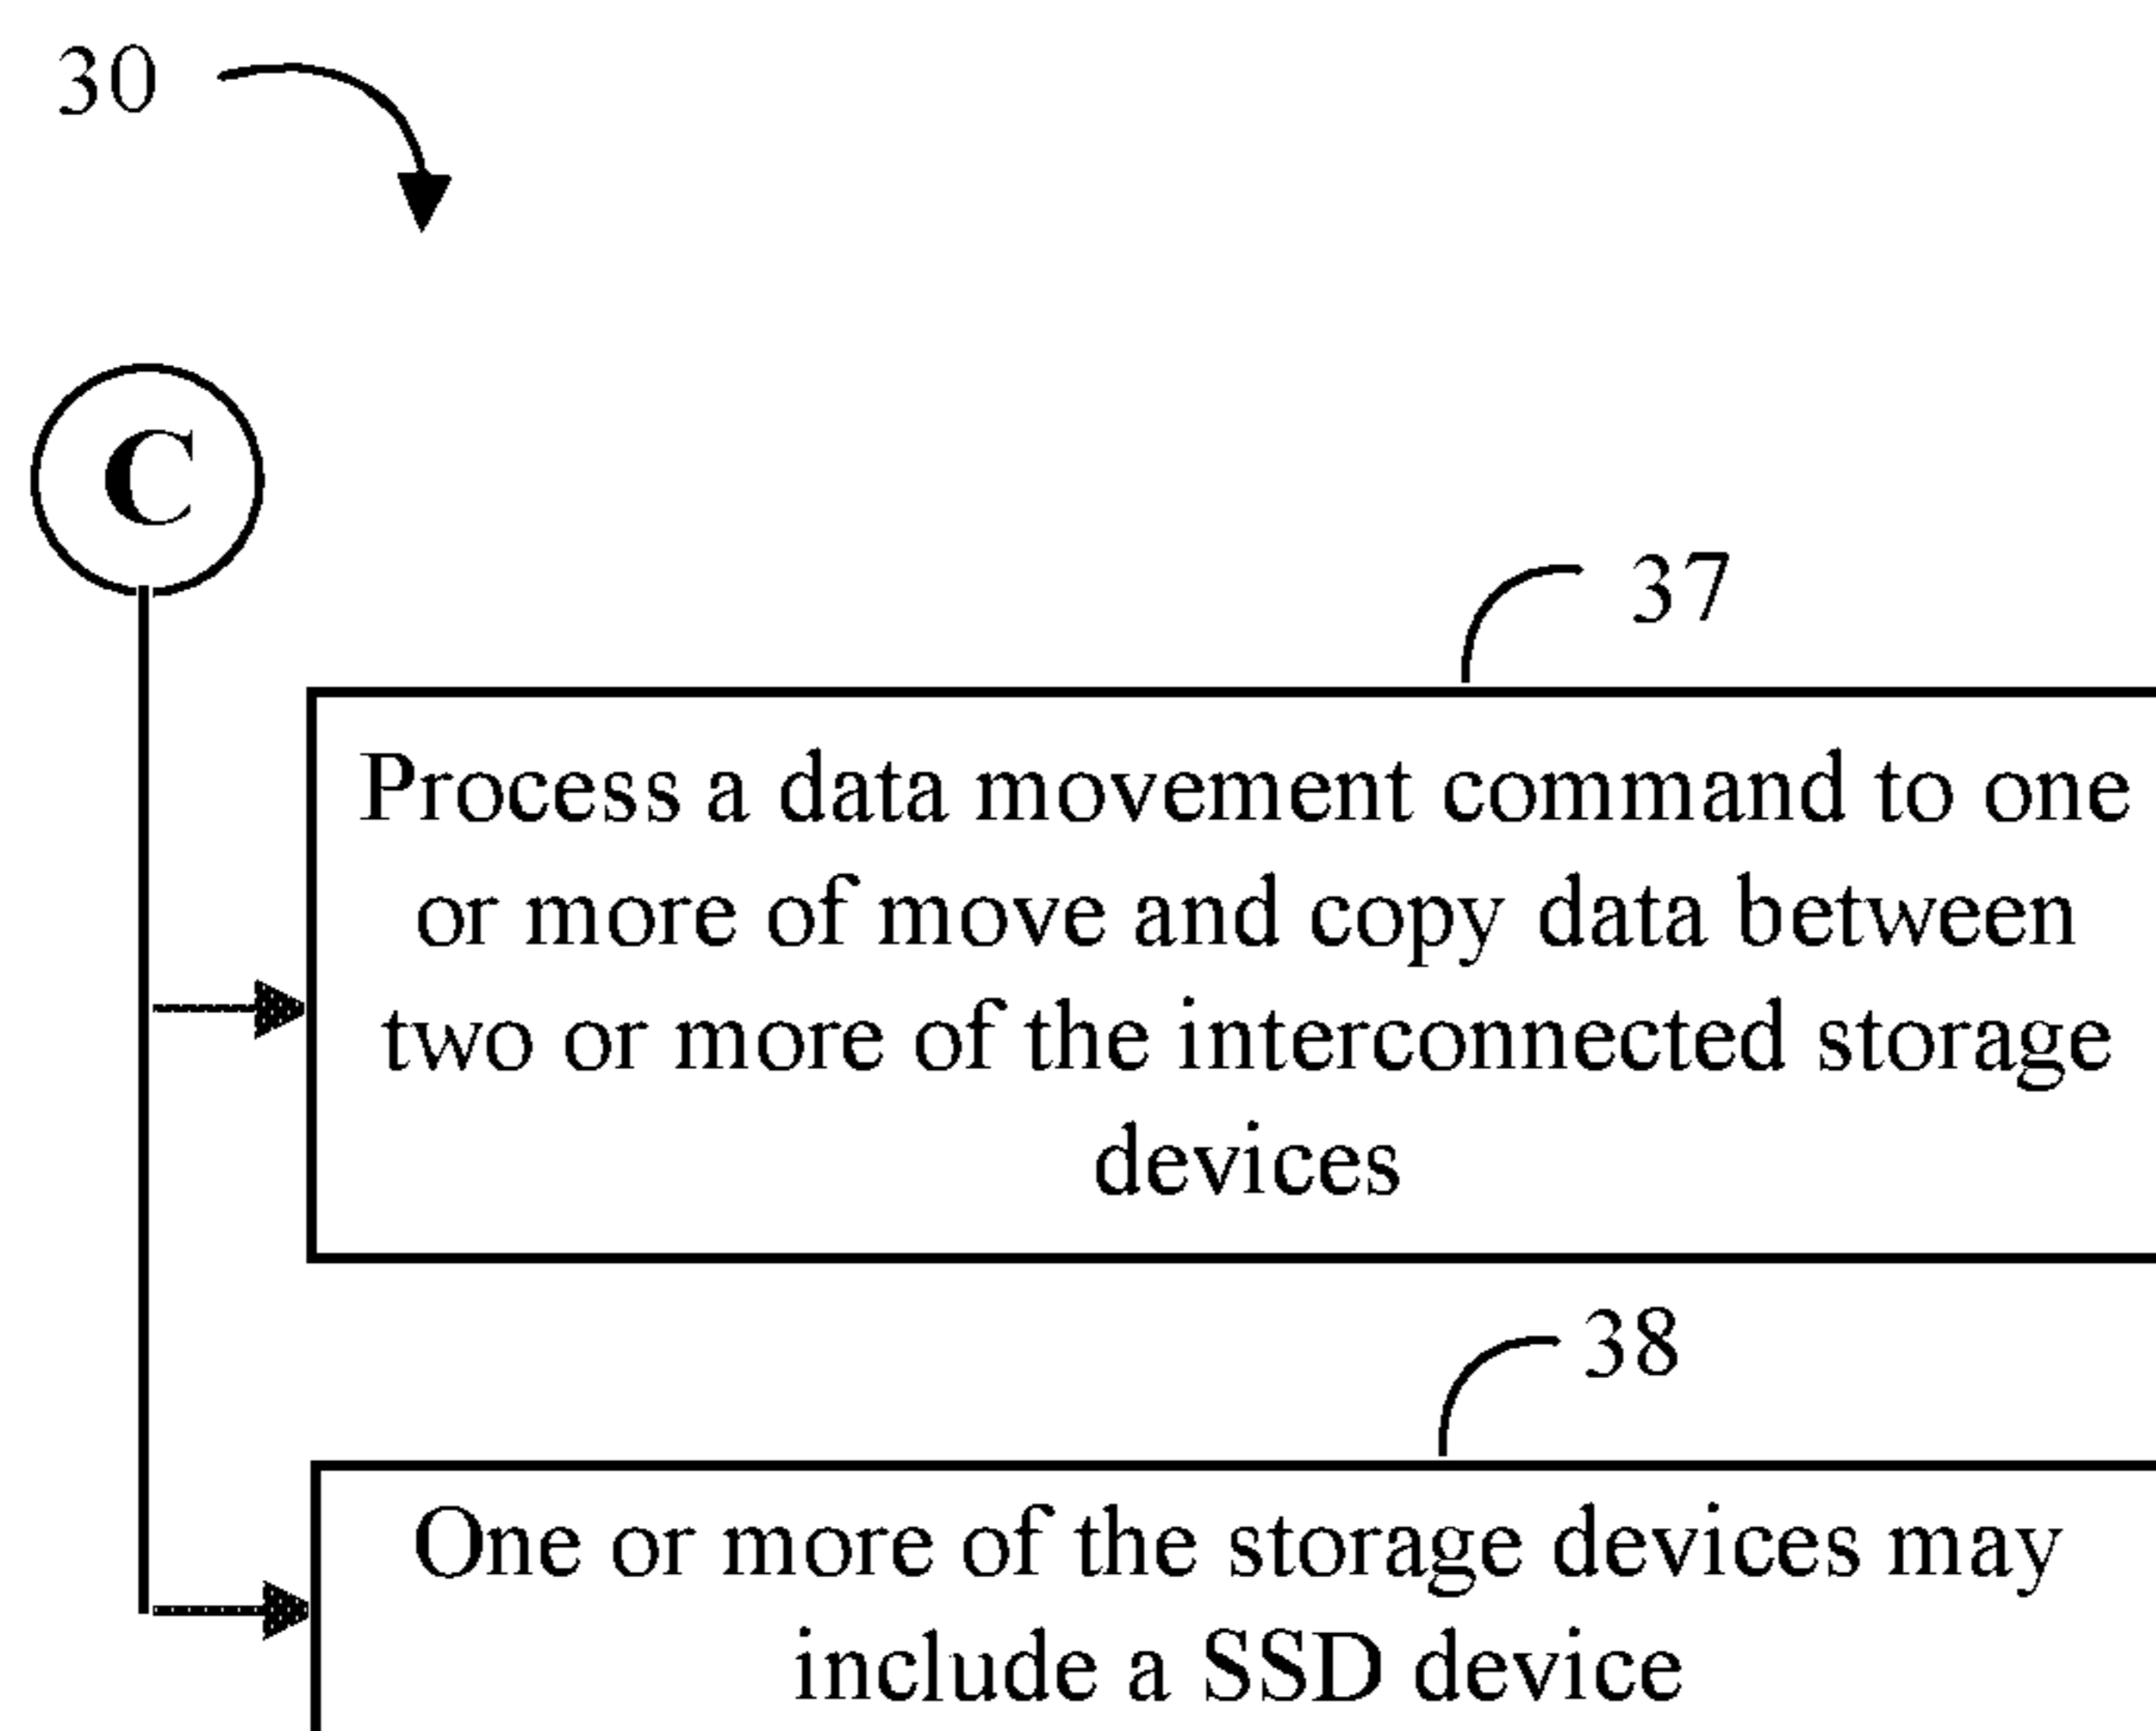 30
C
37
Process a data movement command to one
or more of move and copy data between
two or more of the interconnected storage
devices
38
One or more of the storage devices may
include a SSD device